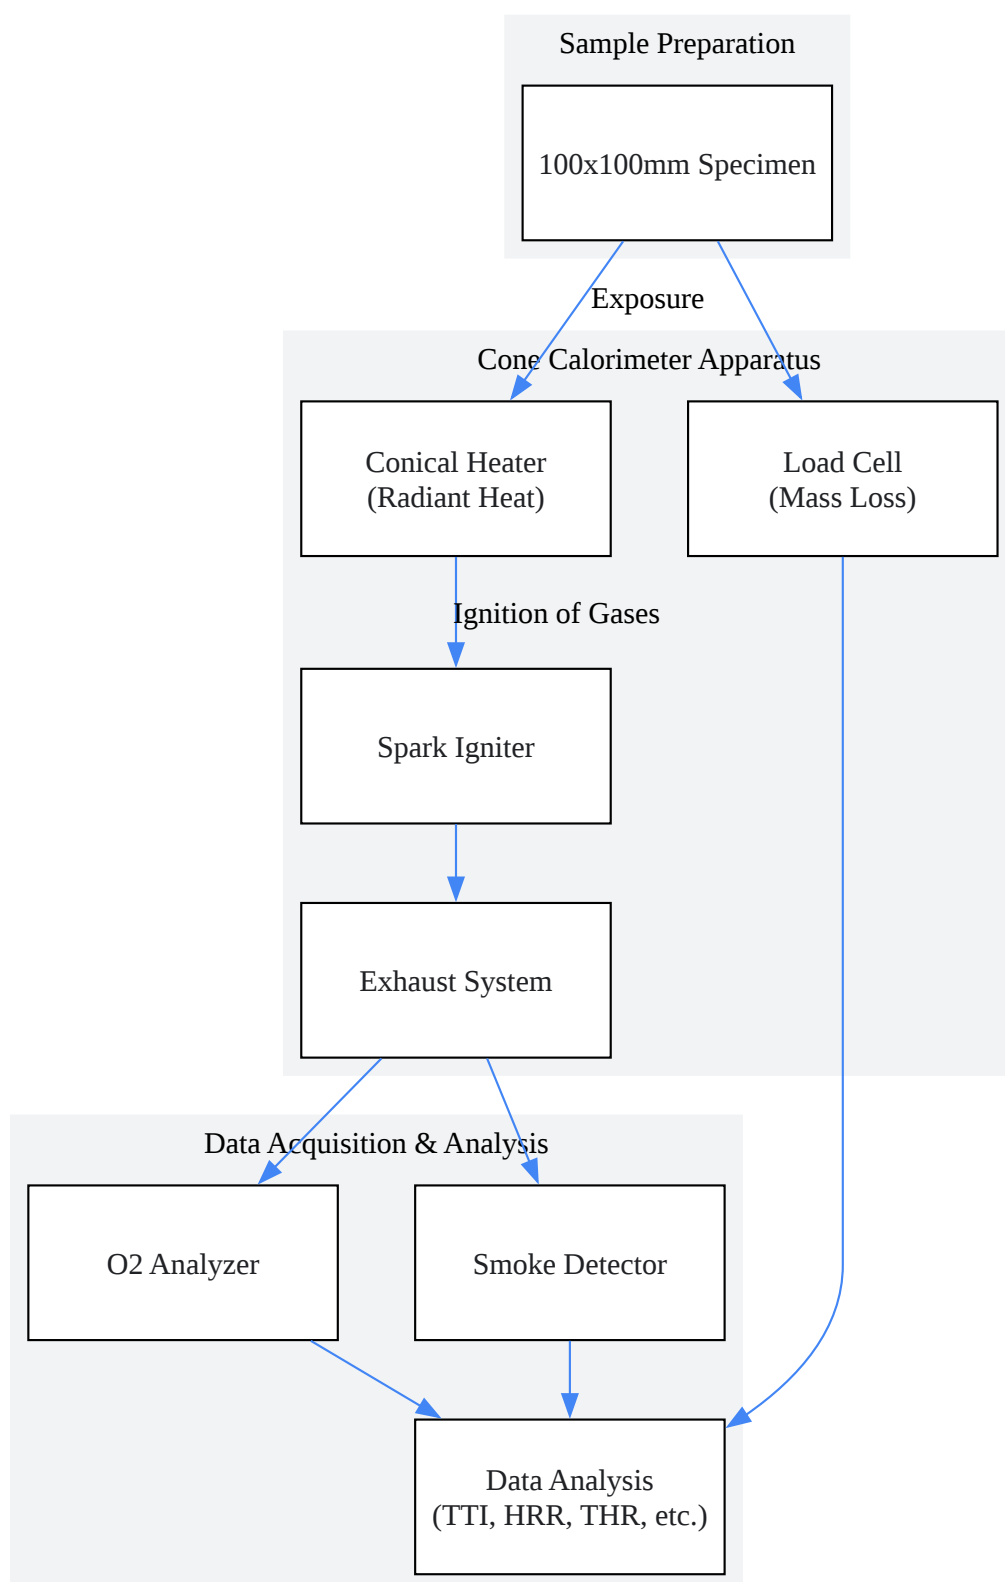 Sample Preparation
100x100mm Specimen
Exposure
Cone Calorimeter Apparatus
Conical Heater
(Radiant Heat)
Load Cell
(Mass Loss)
Ignition of Gases
Spark Igniter
Exhaust System
Data Acquisition & Analysis
O2 Analyzer
Smoke Detector
Data Analysis
(TTI, HRR, THR, etc.)